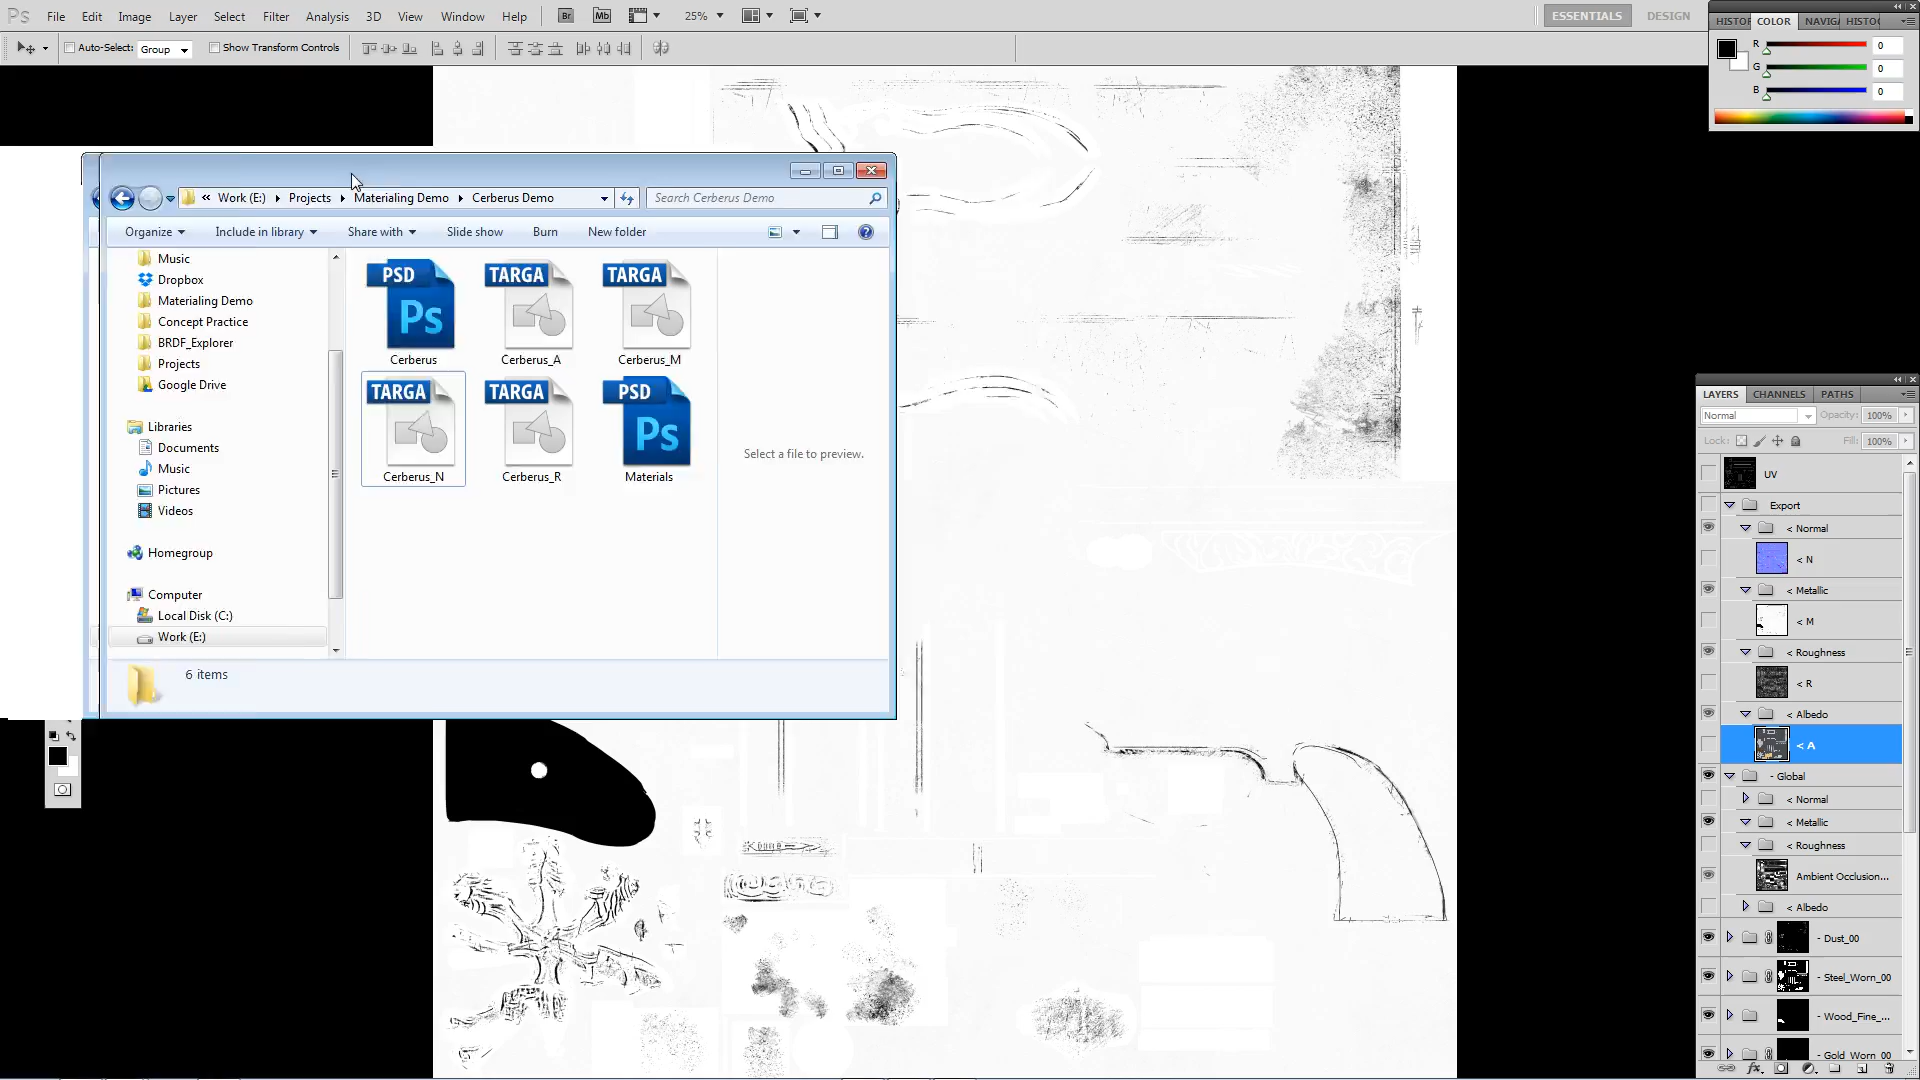 Ps File Edit Image Layer Select Filter Analysis 3D View Window Help Br Mb 25% ESSENTIALS DESIGN
Auto-Select: Group Show Transform Controls
HISTOR COLOR NAVIGA HISTO
R 0
G 0
B 0
« Work (E:) Projects Materialing Demo Cerberus Demo Search Cerberus Demo
Organize Include in library Share with Slide show Burn New folder
Music
Dropbox
Materialing Demo
Concept Practice
BRDF_Explorer
Projects
Google Drive
Libraries
Documents
Music
Pictures
Videos
Homegroup
Computer
Local Disk (C:)
Work (E:)
PSD TARGA TARGA
Ps
Cerberus Cerberus_A Cerberus_M
TARGA TARGA PSD
Ps
Cerberus_N Cerberus_R Materials
Select a file to preview.
6 items
LAYERS CHANNELS PATHS
Normal Opacity: 100%
Lock: Fill: 100%
UV
Export
< Normal
< N
< Metallic
< M
< Roughness
< R
< Albedo
< A
- Global
< Normal
< Metallic
< Roughness
Ambient Occlusion...
< Albedo
- Dust_00
- Steel_Worn_00
- Wood_Fine_...
- Gold_Worn_00
fx